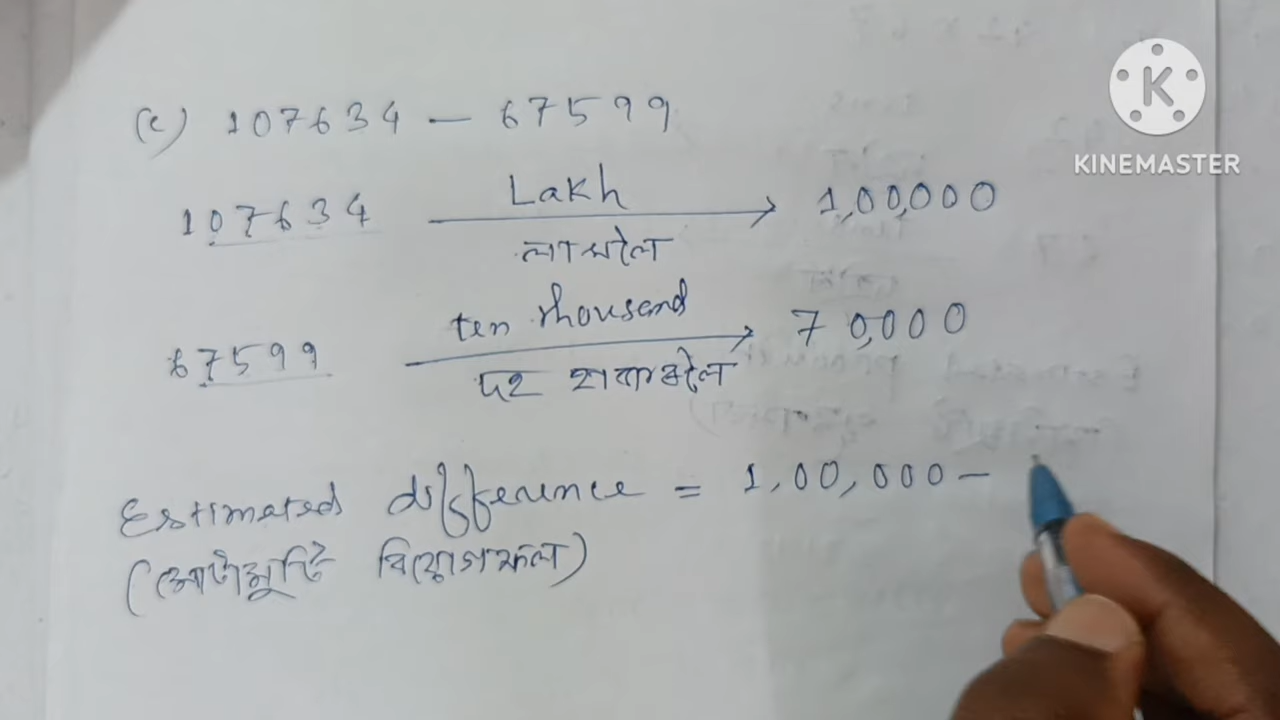 (c) 107634 — 67599
KINEMASTER
107634 Lakh 1,00,000
লাখলৈ
67599 ten thousand 70,000
দহ হাজাৰলৈ
Estimated difference = 1,00,000 —
(মোটামুটি বিয়োগফল)